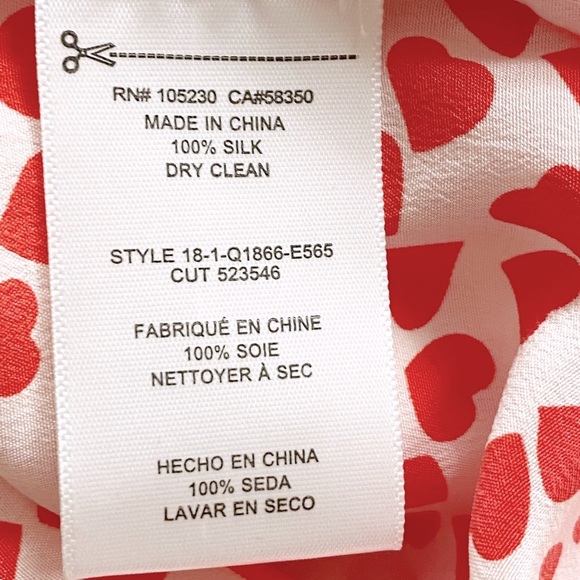 RN# 105230 CA#58350
MADE IN CHINA
100% SILK
DRY CLEAN
STYLE 18-1-Q1866-E565
CUT 523546
FABRIQUÉ EN CHINE
100% SOIE
NETTOYER À SEC
HECHO EN CHINA
100% SEDA
LAVAR EN SECO